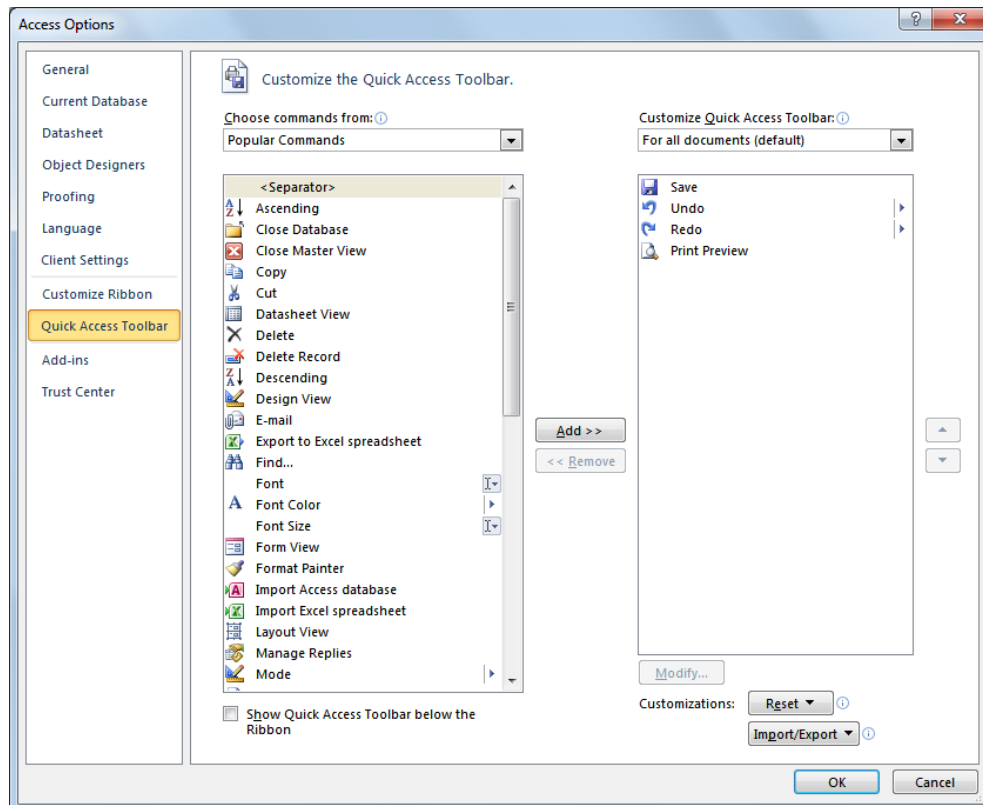 Access Options
General
Current Database
Datasheet
Object Designers
Proofing
Language
Client Settings
Customize Ribbon
Quick Access Toolbar
Add-ins
Trust Center
Customize the Quick Access Toolbar.
Choose commands from:
Popular Commands
<Separator>
Ascending
Close Database
Close Master View
Copy
Cut
Datasheet View
Delete
Delete Record
Descending
Design View
E-mail
Export to Excel spreadsheet
Find...
Font
Font Color
Font Size
Form View
Format Painter
Import Access database
Import Excel spreadsheet
Layout View
Manage Replies
Mode
Show Quick Access Toolbar below the
Ribbon
Add >>
<< Remove
Customize Quick Access Toolbar:
For all documents (default)
Save
Undo
Redo
Print Preview
Modify...
Customizations:
Reset
Import/Export
OK
Cancel